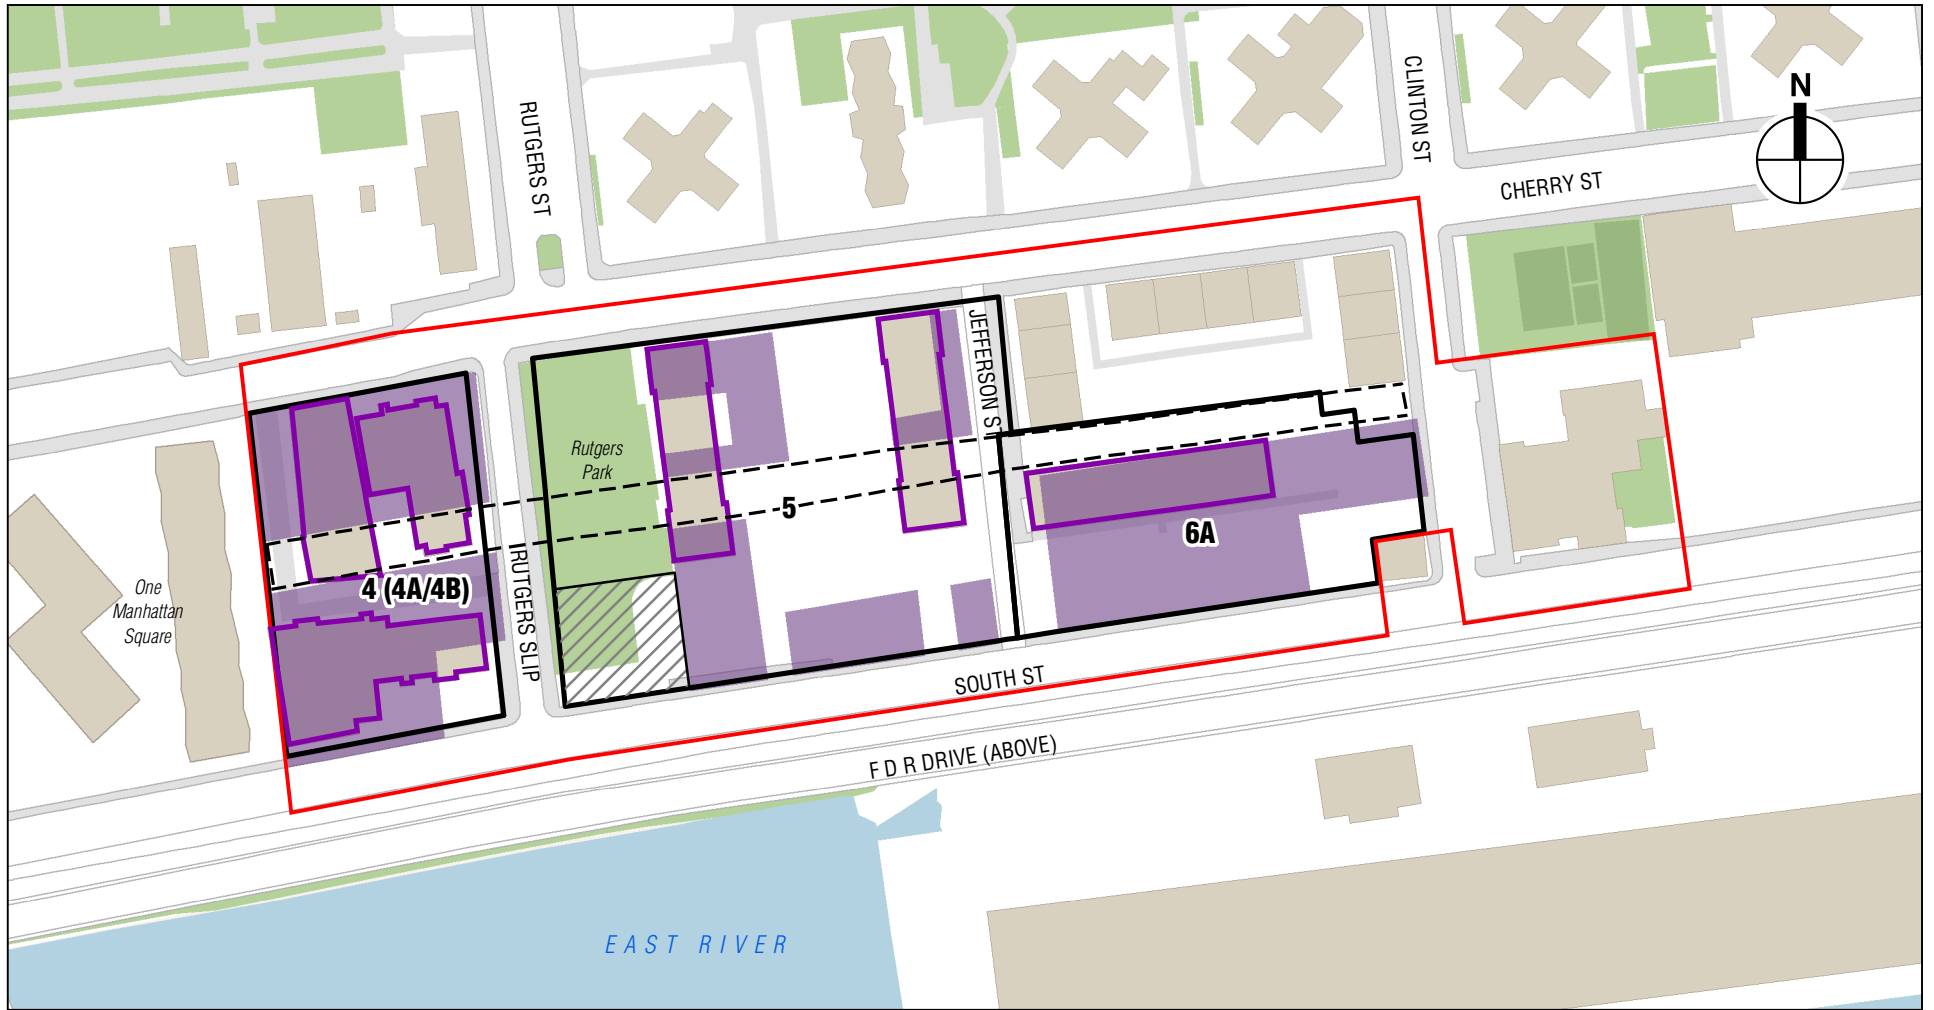 N
CLINTON ST
RUTGERS ST
CHERRY ST
JEFFERSON ST
Rutgers
Park
5
6A
4 (4A/4B)
One
Manhattan
Square
RUTGERS SLIP
SOUTH ST
F D R DRIVE (ABOVE)
EAST RIVER